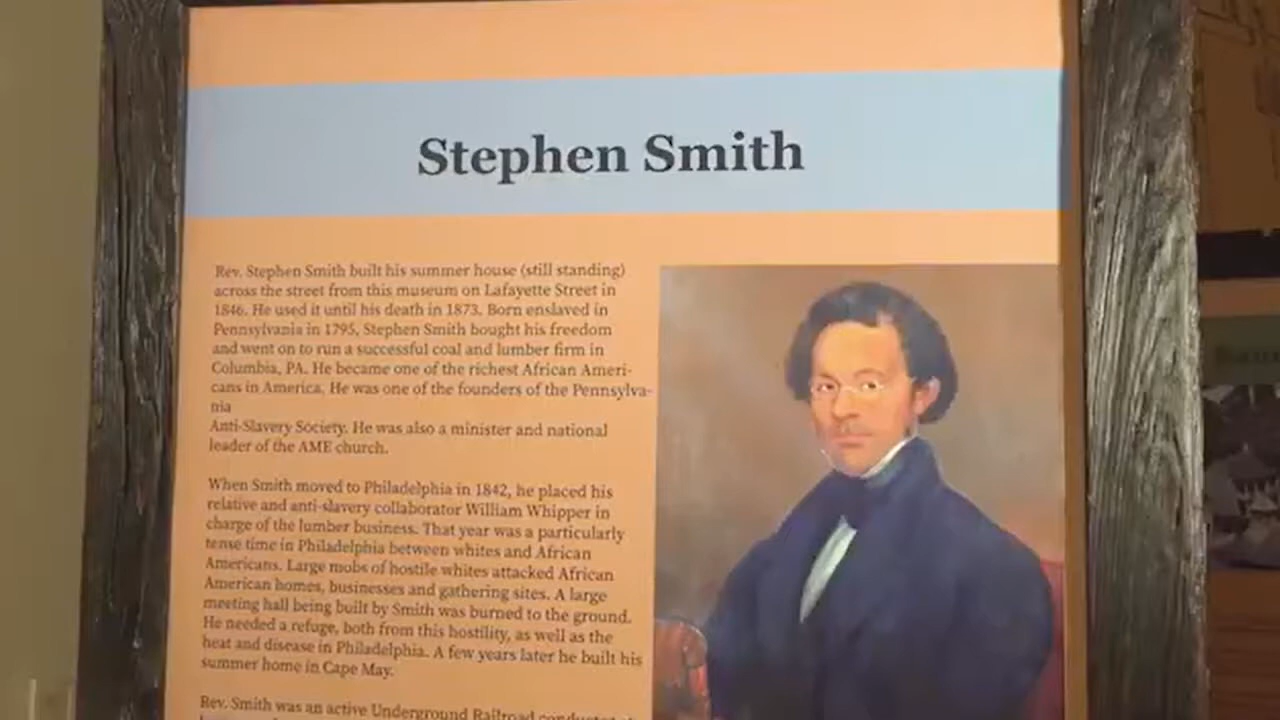 Stephen Smith
Rev. Stephen Smith built his summer house (still standing)
across the street from this museum on Lafayette Street in
1846. He used it until his death in 1873. Born enslaved in
Pennsylvania in 1795, Stephen Smith bought his freedom
and went on to run a successful coal and lumber firm in
Columbia, PA. He became one of the richest African Ameri-
cans in America. He was one of the founders of the Pennsylva-
nia
Anti-Slavery Society. He was also a minister and national
leader of the AME church.
When Smith moved to Philadelphia in 1842, he placed his
relative and anti-slavery collaborator William Whipper in
charge of the lumber business. That year was a particularly
tense time in Philadelphia between whites and African
Americans. Large mobs of hostile whites attacked African
American homes, businesses and gathering sites. A large
meeting hall being built by Smith was burned to the ground.
He needed a refuge, both from this hostility, as well as the
heat and disease in Philadelphia. A few years later he built his
summer home in Cape May.
Rev. Smith was an active Underground Railroad conductor